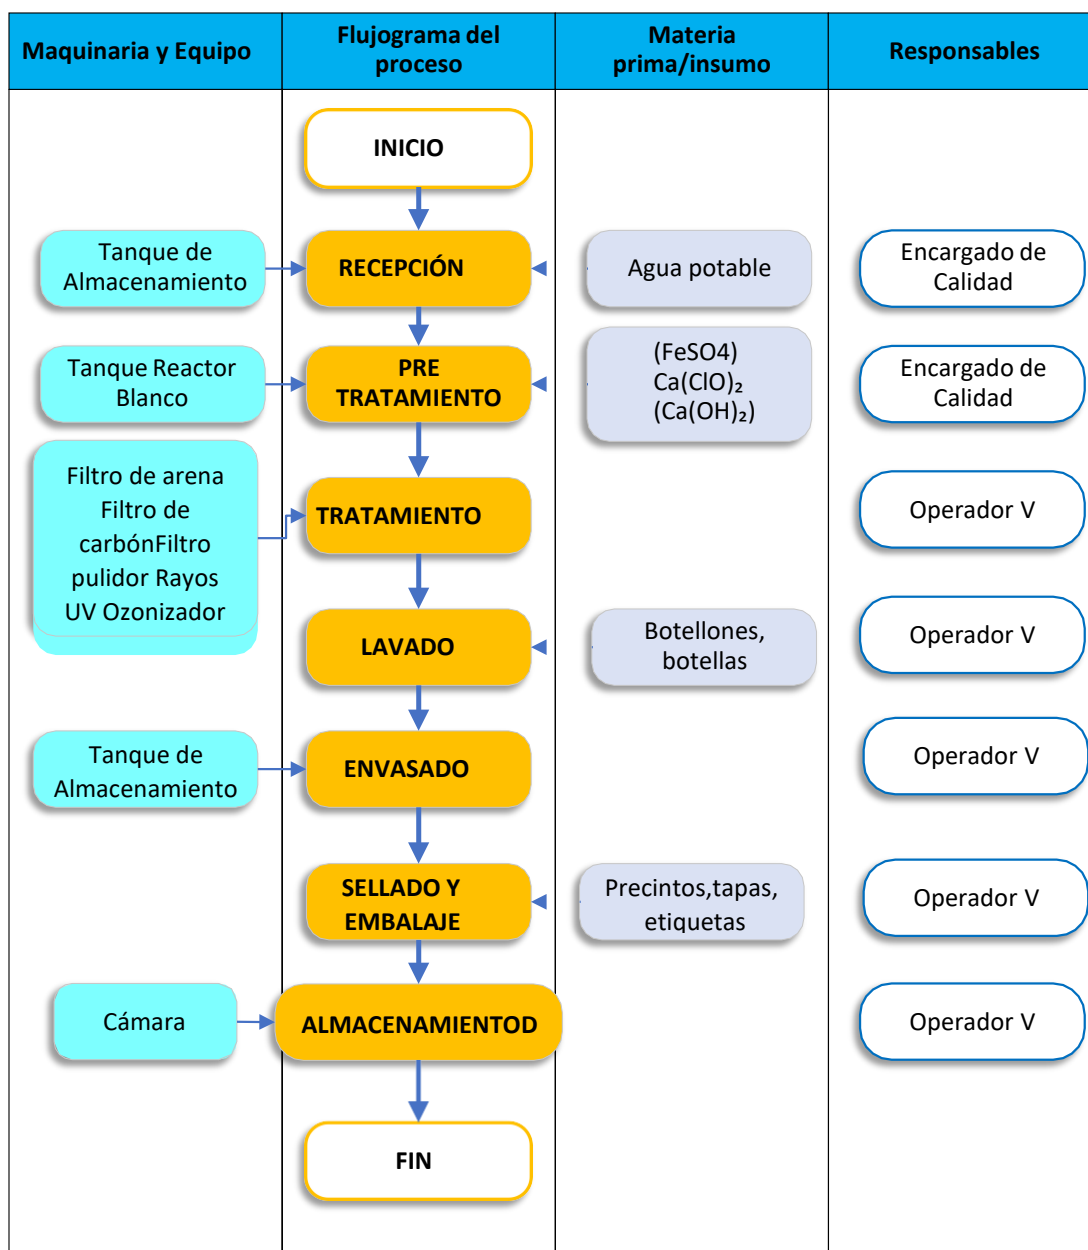 Maquinaria y Equipo
Flujograma del
proceso
Materia
prima/insumo
Responsables
INICIO
Tanque de
Almacenamiento
RECEPCIÓN
Agua potable
Encargado de
Calidad
Tanque Reactor
Blanco
PRE
TRATAMIENTO
(FeSO4)
Ca(ClO)₂
(Ca(OH)₂)
Encargado de
Calidad
Filtro de arena
Filtro de
carbónFiltro
pulidor Rayos
UV Ozonizador
TRATAMIENTO
Operador V
LAVADO
Botellones,
botellas
Operador V
Tanque de
Almacenamiento
ENVASADO
Operador V
SELLADO Y
EMBALAJE
Precintos,tapas,
etiquetas
Operador V
Cámara
ALMACENAMIENTOD
Operador V
FIN